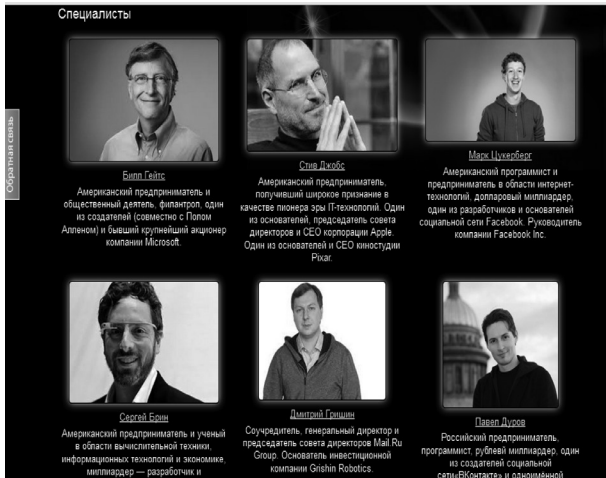 Специалисты
Обратная связь
Билл Гейтс
Американский предприниматель и
общественный деятель, филантроп, один
из создателей (совместно с Полом
Алленом) и бывший крупнейший акционер
компании Microsoft.
Стив Джобс
Американский предприниматель,
получивший широкое признание в
качестве пионера эры IT-технологий. Один
из основателей, председатель совета
директоров и CEO корпорации Apple.
Один из основателей и CEO киностудии
Pixar.
Марк Цукерберг
Американский программист и
предприниматель в области интернет-
технологий, долларовый миллиардер,
один из разработчиков и основателей
социальной сети Facebook. Руководитель
компании Facebook Inc.
Сергей Брин
Американский предприниматель и ученый
в области вычислительной техники,
информационных технологий и экономике,
миллиардер — разработчик и
Дмитрий Гришин
Соучредитель, генеральный директор и
председатель совета директоров Mail.Ru
Group. Основатель инвестиционной
компании Grishin Robotics.
Павел Дуров
Российский предприниматель,
программист, рублевй миллиардер, один
из создателей социальной
сети«ВКонтакте» и одноимённой